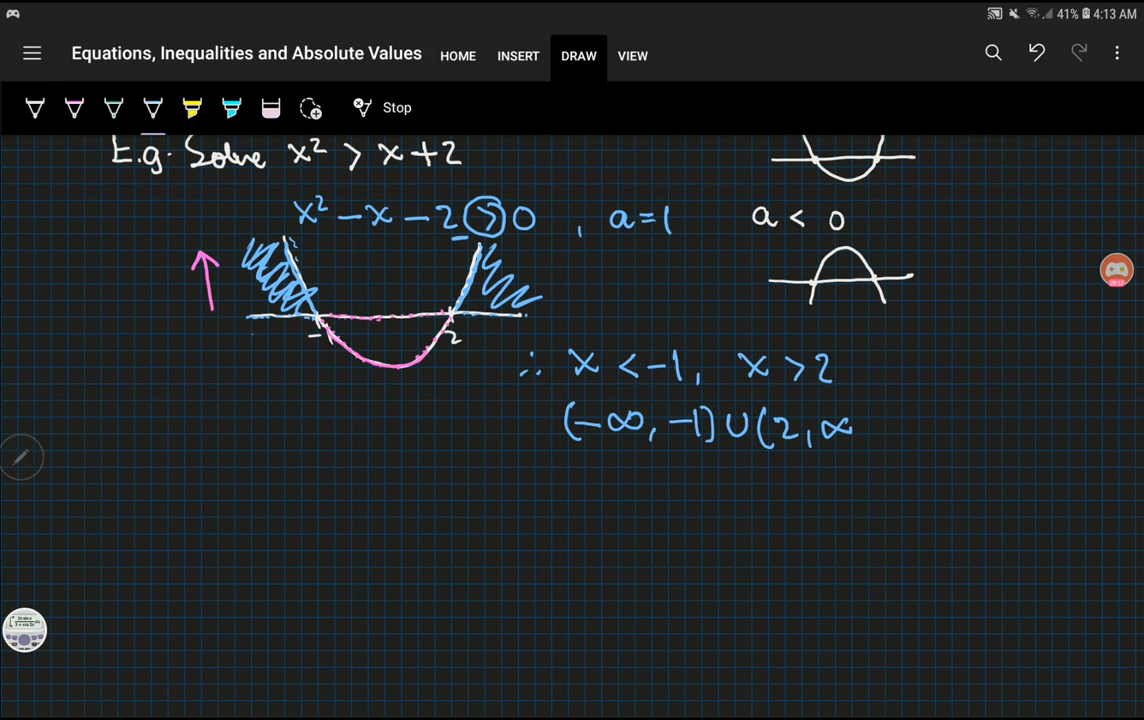 41% 4:13 AM
Equations, Inequalities and Absolute Values HOME INSERT DRAW VIEW
Stop
E.g. Solve x² > x + 2
x² - x - 2 > 0 , a = 1
a < 0
-1 2
∴ x < -1, x > 2
(-∞, -1) ∪ (2, ∞